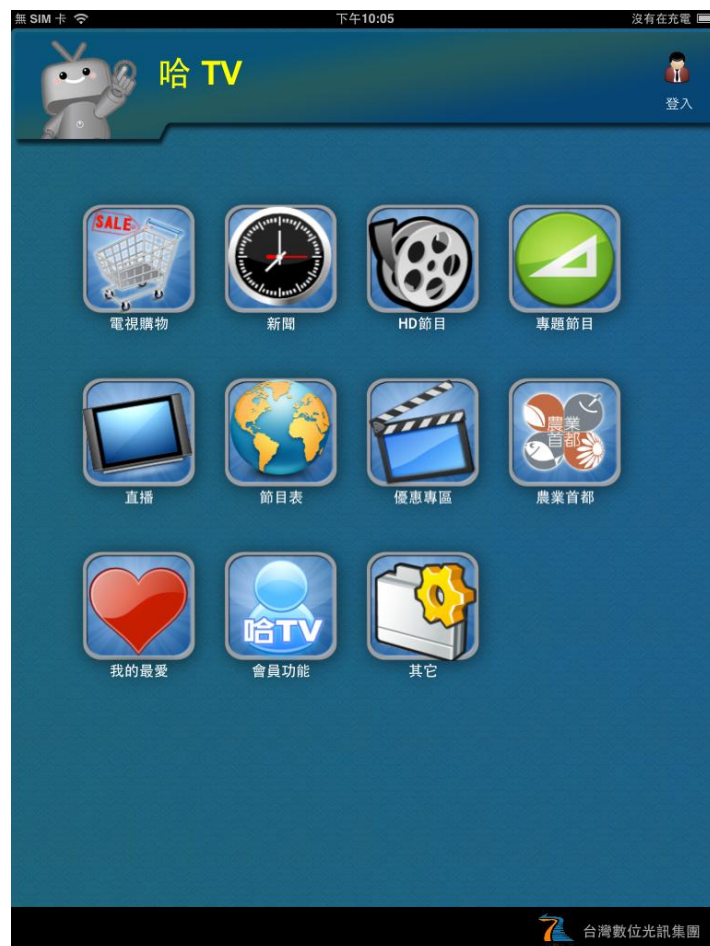 無 SIM 卡
下午10:05
沒有在充電
哈 TV
登入
SALE
電視購物
新聞
HD節目
專題節目
農業
首都
直播
節目表
優惠專區
農業首都
哈TV
我的最愛
會員功能
其它
台灣數位光訊集團